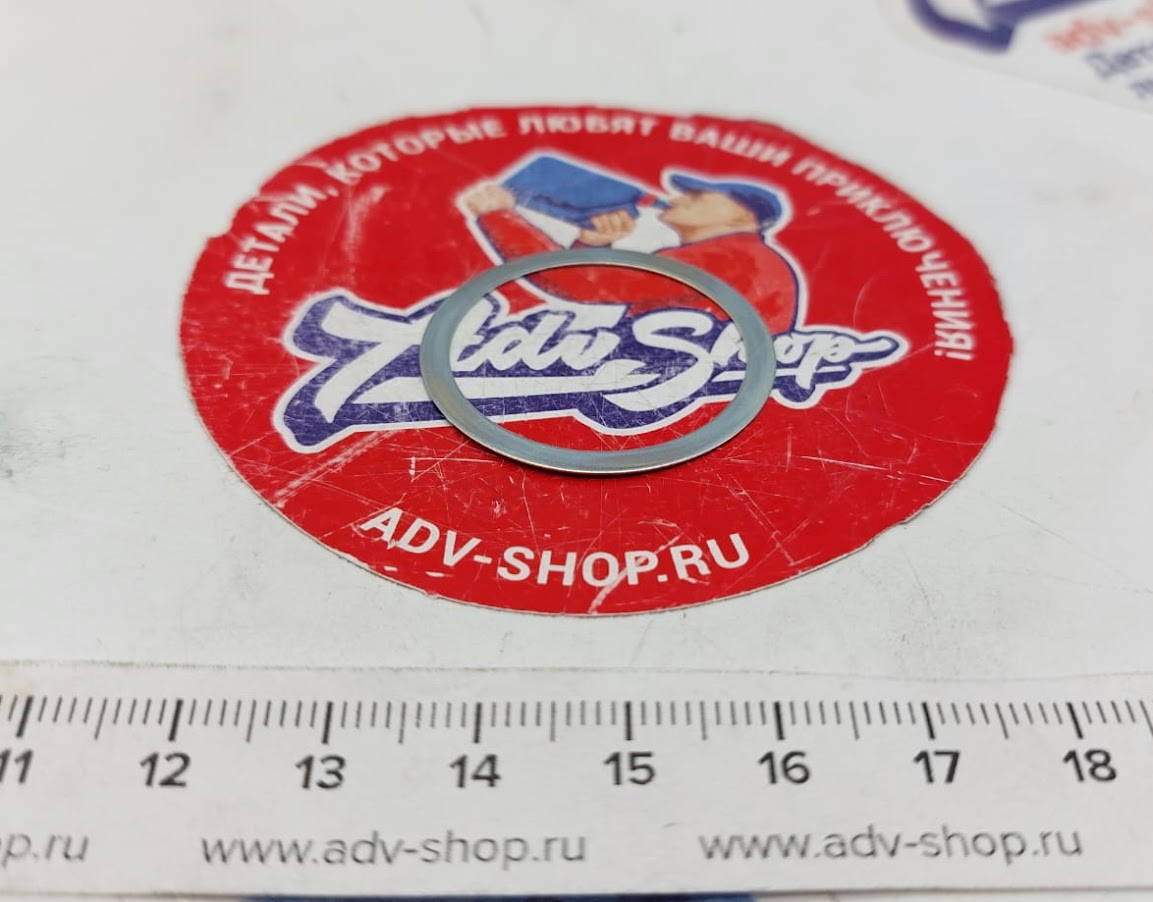 ДЕТАЛИ, КОТОРЫЕ ЛЮБЯТ ВАШИ ПРИКЛЮЧЕНИЯ!
Adv Shop
ADV-SHOP.RU
11 12 13 14 15 16 17 18
p.ru www.adv-shop.ru www.adv-shop.ru